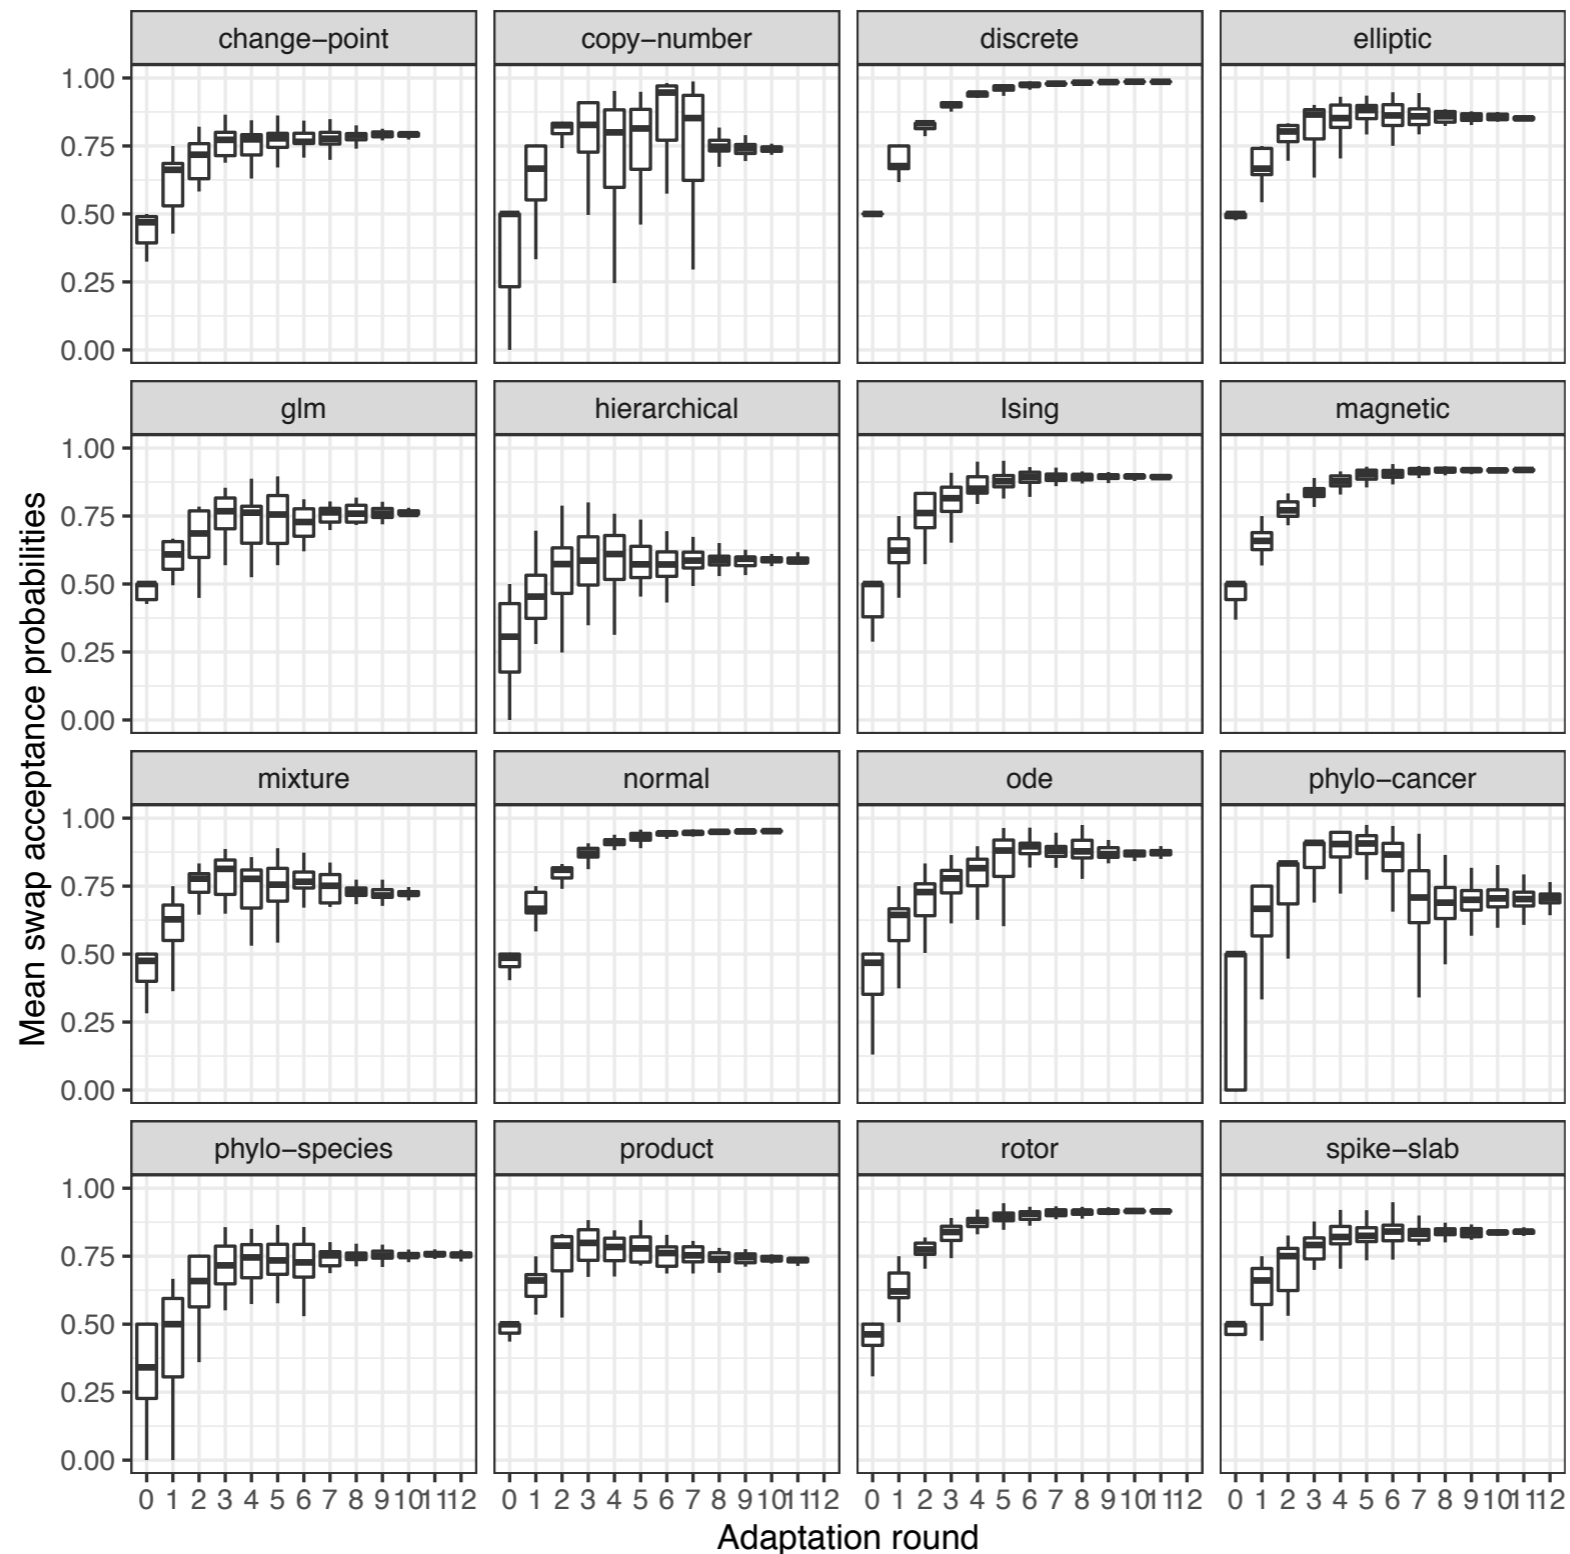 change−point copy−number discrete elliptic
1.00
0.75
0.50
0.25
0.00
glm hierarchical Ising magnetic
1.00
0.75
0.50
0.25
0.00
Mean swap acceptance probabilities
mixture normal ode phylo−cancer
1.00
0.75
0.50
0.25
0.00
phylo−species product rotor spike−slab
1.00
0.75
0.50
0.25
0.00
0 1 2 3 4 5 6 7 8 9 10 11 12 0 1 2 3 4 5 6 7 8 9 10 11 12 0 1 2 3 4 5 6 7 8 9 10 11 12 0 1 2 3 4 5 6 7 8 9 10 11 12
Adaptation round